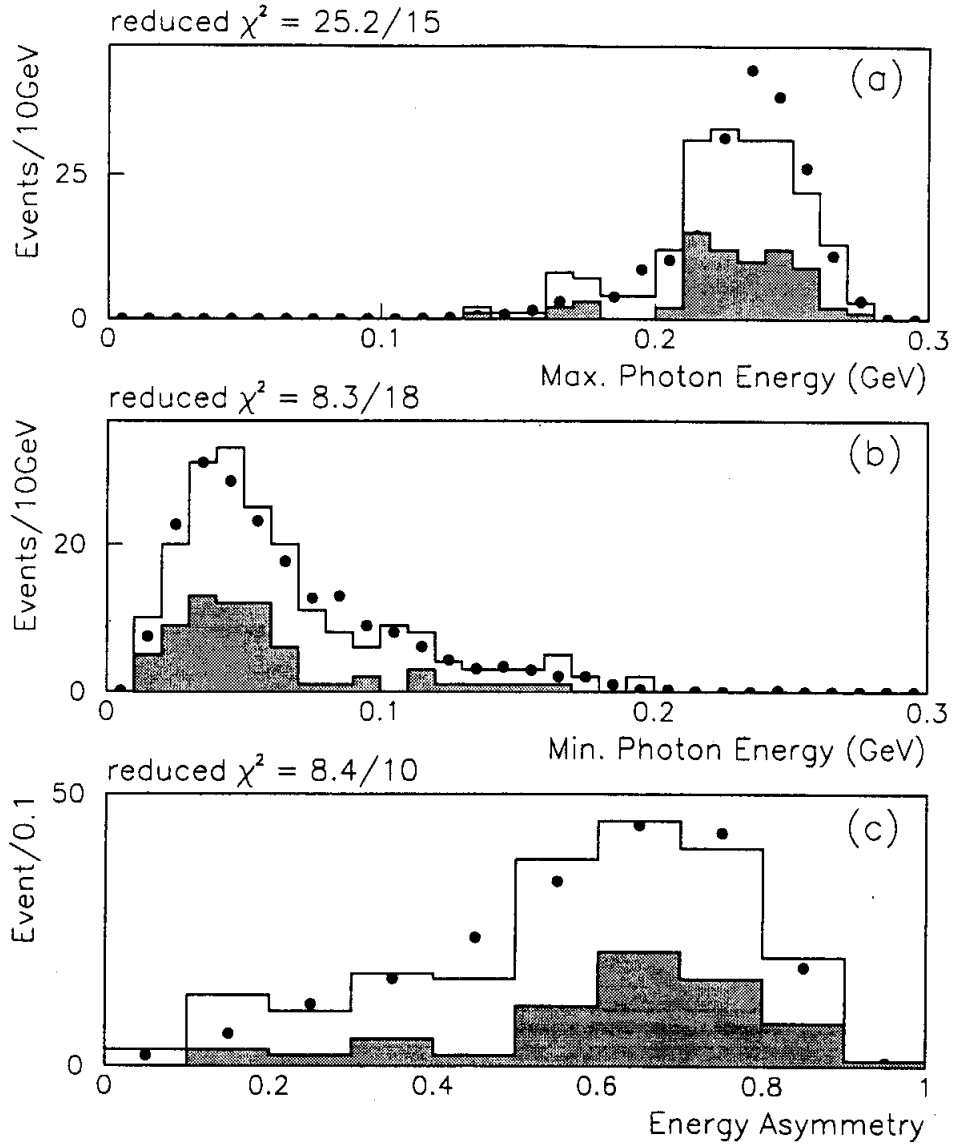 reduced χ² = 25.2/15
(a)
Events/10GeV
25
0
0
0.1
0.2
0.3
Max. Photon Energy (GeV)
reduced χ² = 8.3/18
(b)
Events/10GeV
20
0
0
0.1
0.2
0.3
Min. Photon Energy (GeV)
reduced χ² = 8.4/10
(c)
Event/0.1
50
0
0
0.2
0.4
0.6
0.8
1
Energy Asymmetry